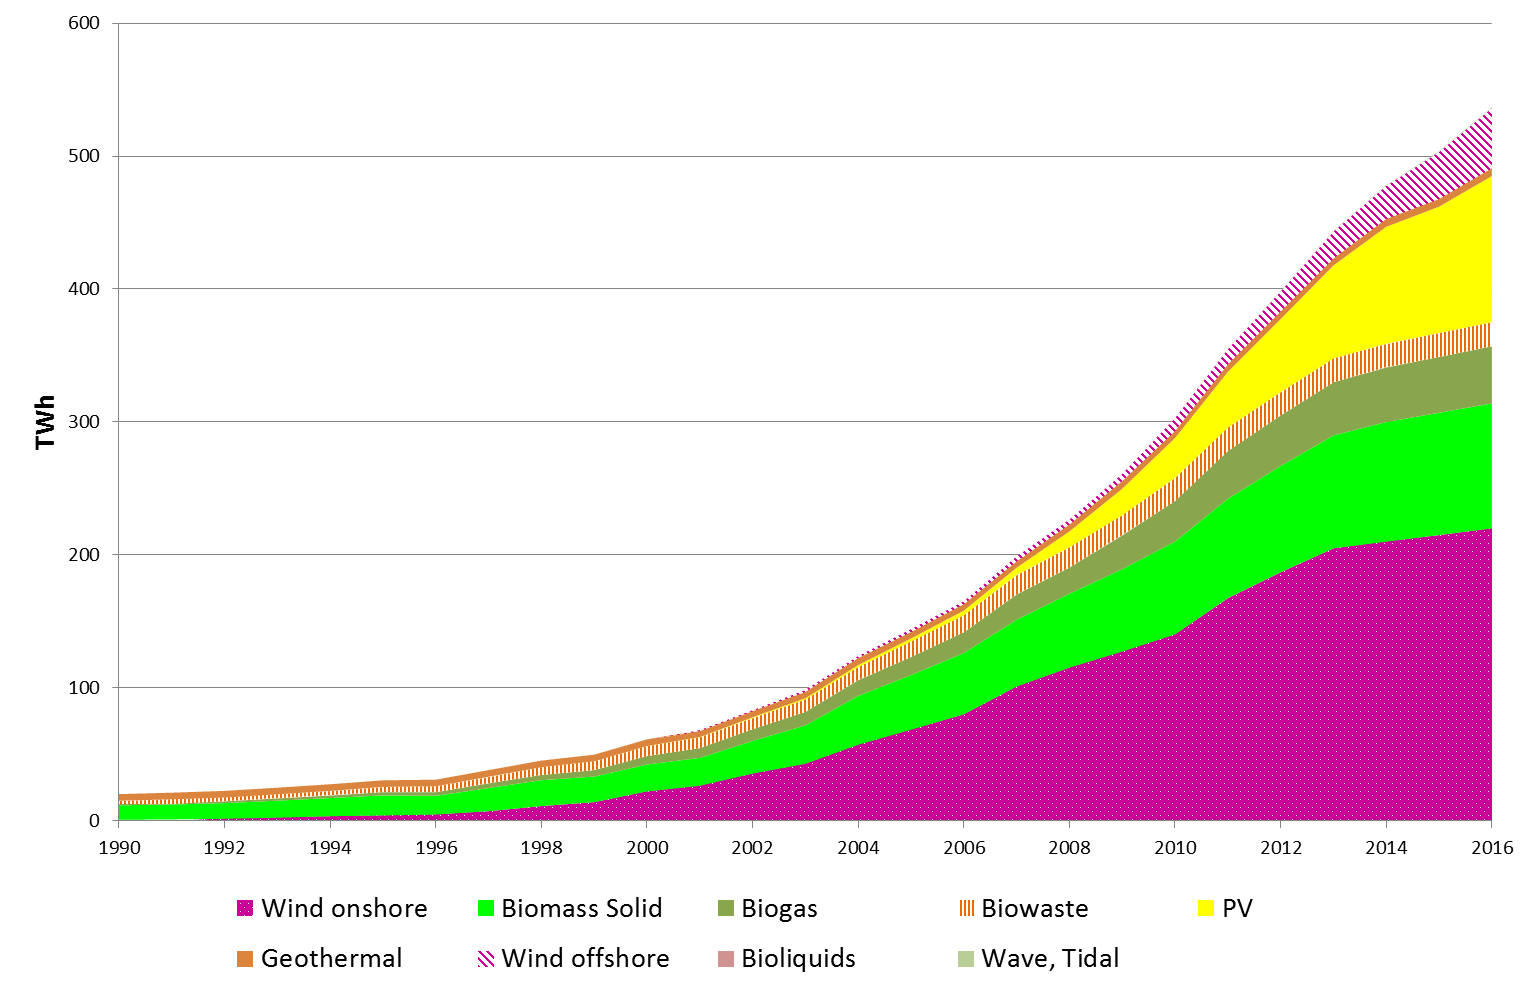 600
500
400
300
200
100
0
TWh
1990 1992 1994 1996 1998 2000 2002 2004 2006 2008 2010 2012 2014 2016
Wind onshore Biomass Solid Biogas Biowaste PV
Geothermal Wind offshore Bioliquids Wave, Tidal